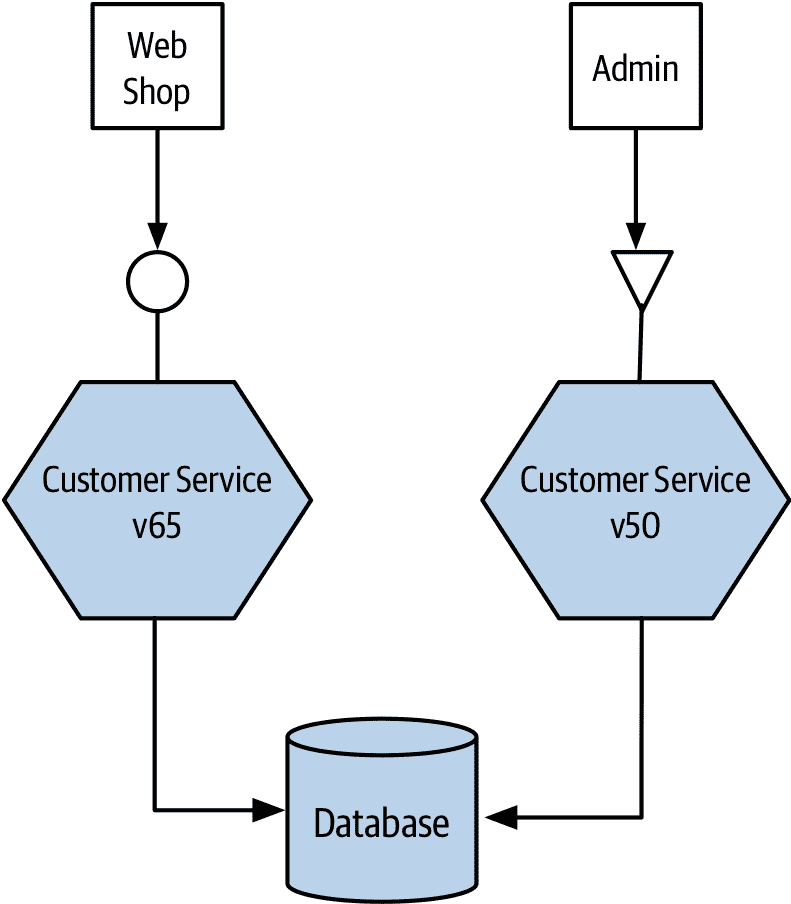 Web
Shop
Admin
Customer Service
v65
Customer Service
v50
Database